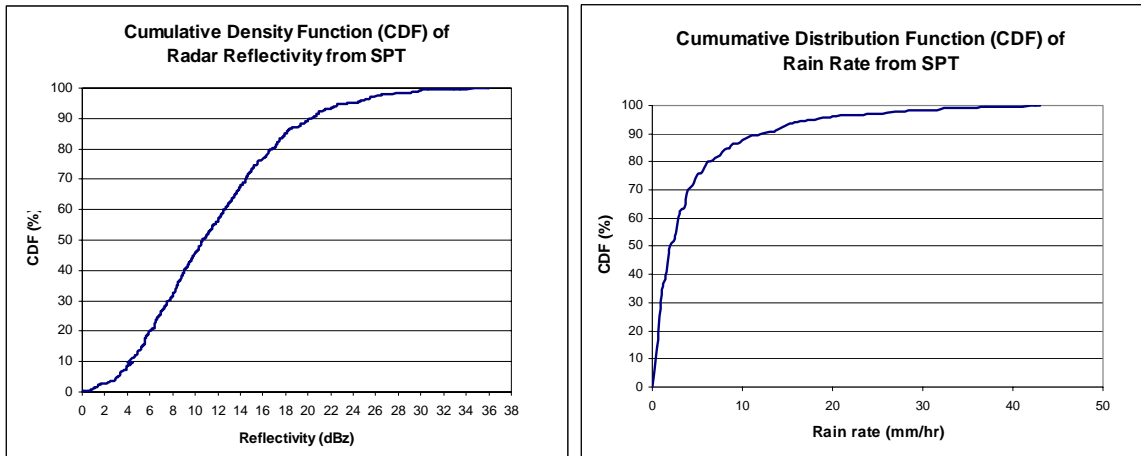 Cumulative Density Function (CDF) of
Radar Reflectivity from SPT
100
90
80
70
60
50
40
30
20
10
0
CDF (%)
0 2 4 6 8 10 12 14 16 18 20 22 24 26 28 30 32 34 36 38
Reflectivity (dBz)
Cumumative Distribution Function (CDF) of
Rain Rate from SPT
100
90
80
70
60
50
40
30
20
10
0
CDF (%)
0 10 20 30 40 50
Rain rate (mm/hr)